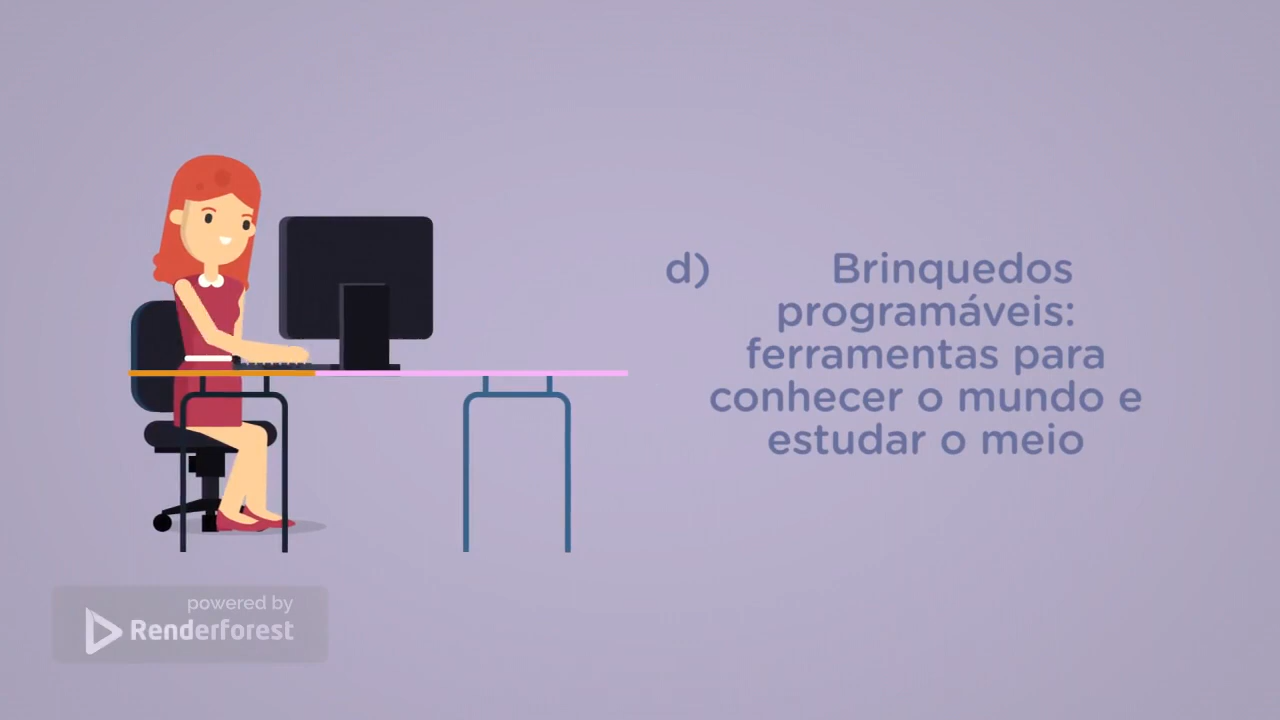 d) Brinquedos
programáveis:
ferramentas para
conhecer o mundo e
estudar o meio
powered by
Renderforest